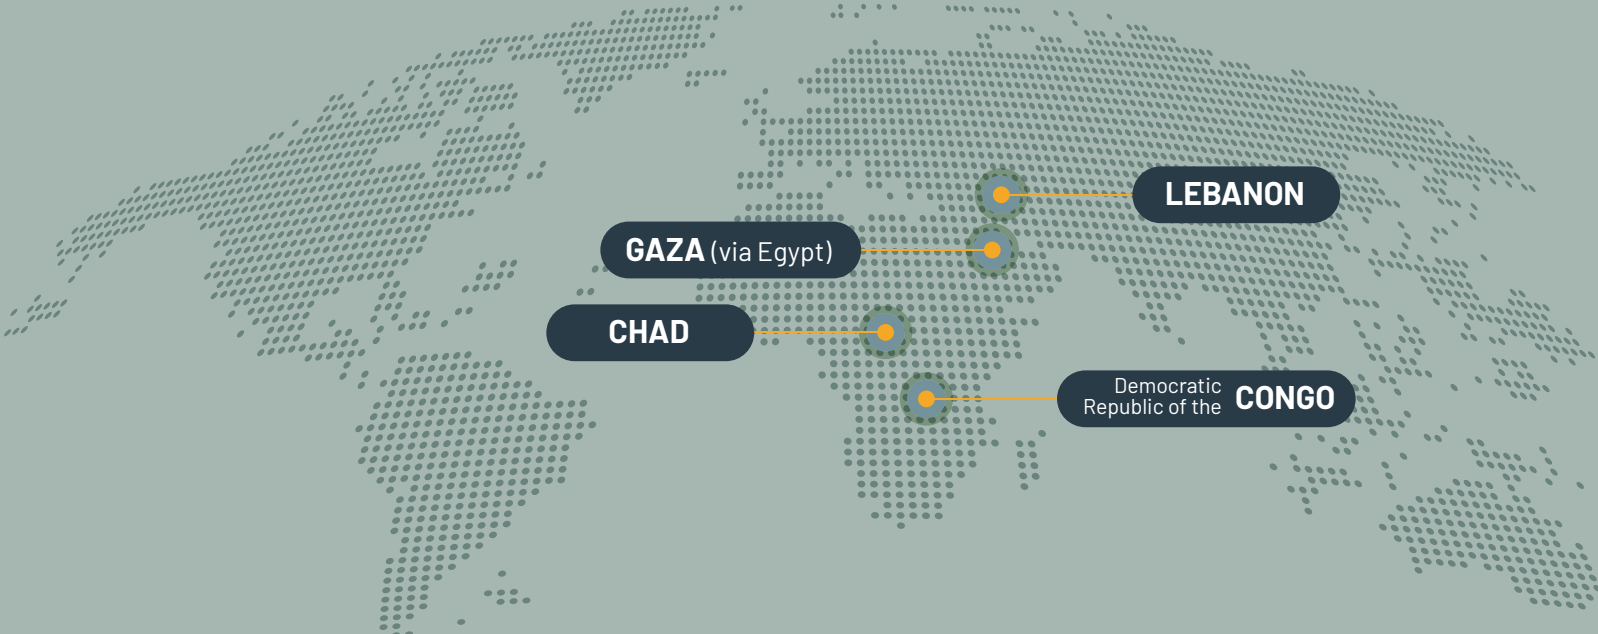 LEBANON
GAZA (via Egypt)
CHAD
Democratic
Republic of the CONGO